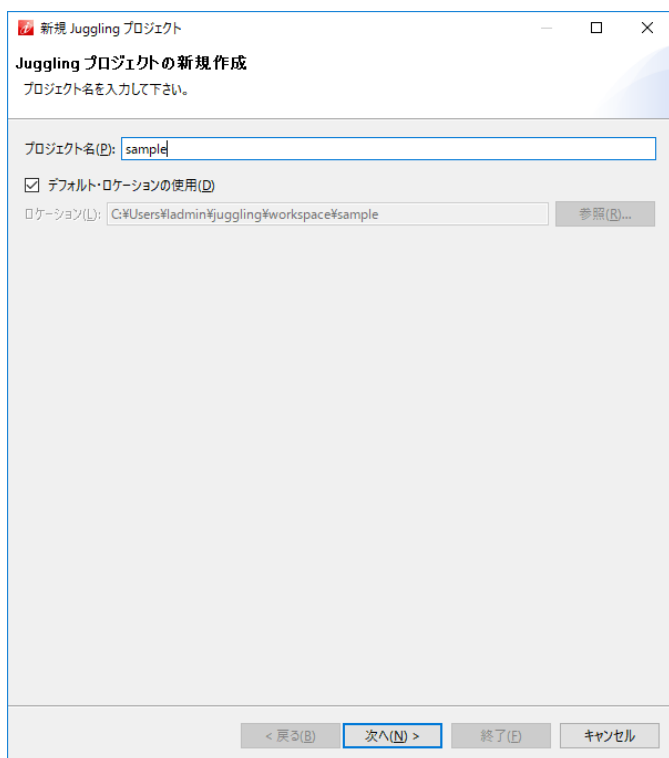 新規 Juggling プロジェクト
Juggling プロジェクトの新規作成
プロジェクト名を入力して下さい。
プロジェクト名(P): sample
デフォルト・ロケーションの使用(D)
ロケーション(L): C:¥Users¥ladmin¥juggling¥workspace¥sample 参照(R)...
< 戻る(B) 次へ(N) > 終了(F) キャンセル